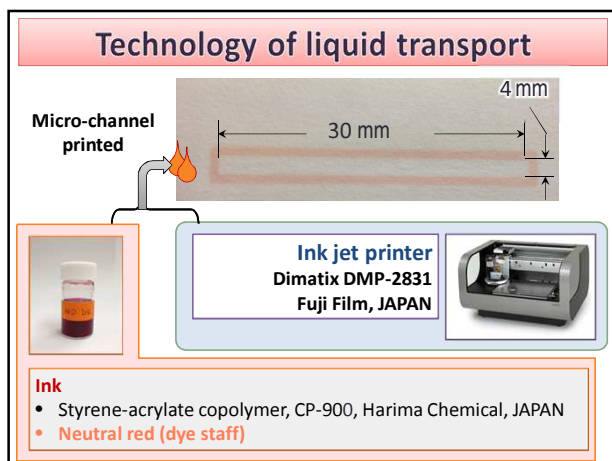 Technology of liquid transport
4 mm
Micro-channel
printed
30 mm
Ink jet printer
Dimatix DMP-2831
Fuji Film, JAPAN
Ink
• Styrene-acrylate copolymer, CP-900, Harima Chemical, JAPAN
• Neutral red (dye staff)